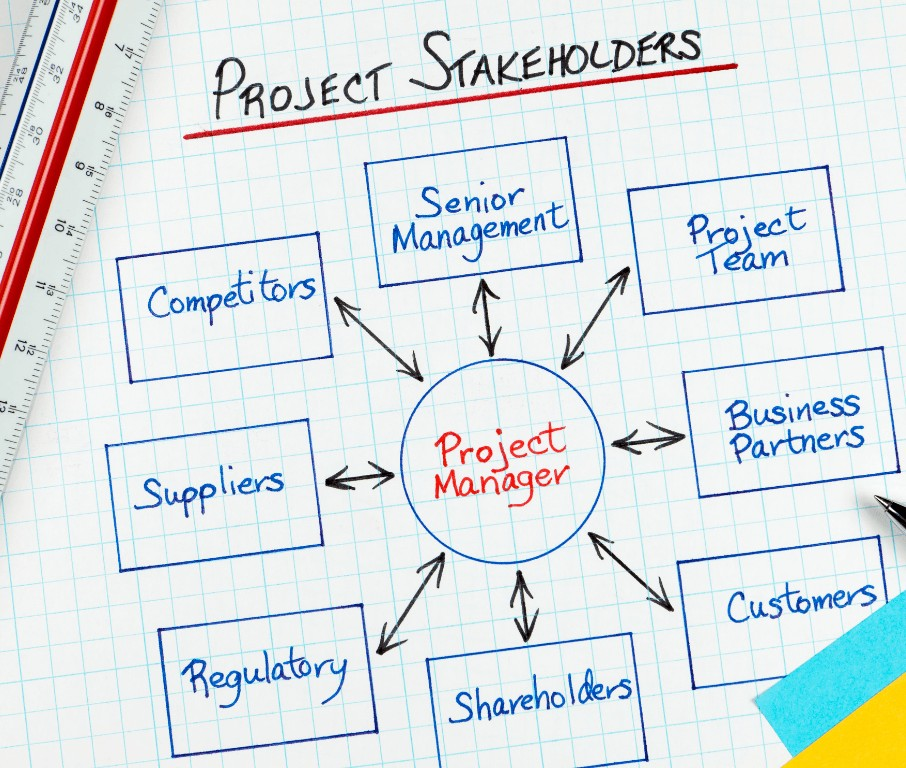 PROJECT STAKEHOLDERS
Senior
Management
Project
Team
Competitors
Business
Partners
Project
Manager
Suppliers
Customers
Regulatory
Shareholders